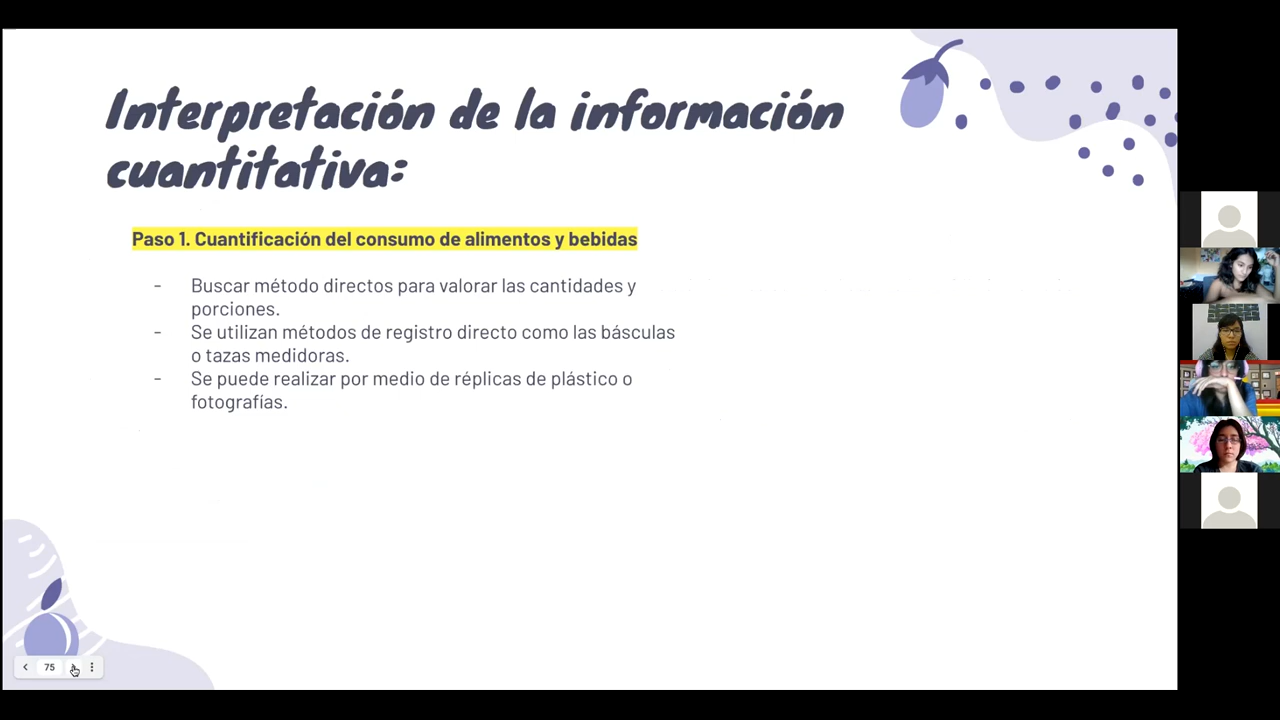 Interpretación de la información
cuantitativa:
Paso 1. Cuantificación del consumo de alimentos y bebidas
- Buscar método directos para valorar las cantidades y
porciones.
- Se utilizan métodos de registro directo como las básculas
o tazas medidoras.
- Se puede realizar por medio de réplicas de plástico o
fotografías.
75